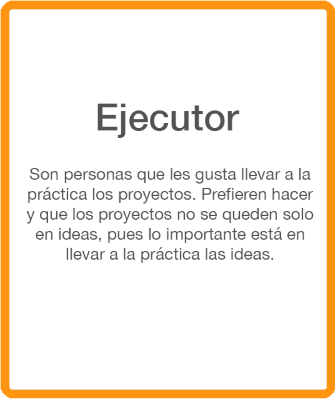 Ejecutor
Son personas que les gusta llevar a la
práctica los proyectos. Prefieren hacer
y que los proyectos no se queden solo
en ideas, pues lo importante está en
llevar a la práctica las ideas.